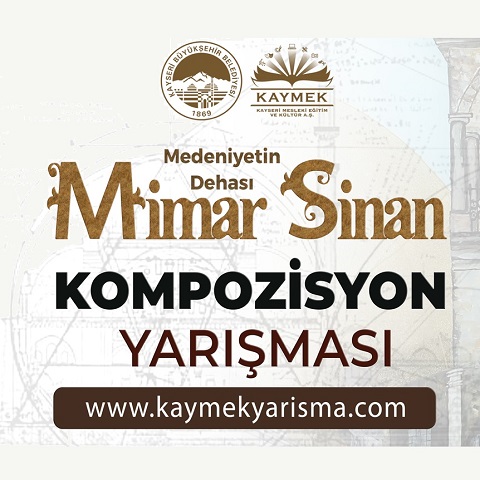 KAYSERİ BÜYÜKŞEHİR BELEDİYESİ
1869
KAYMEK
KAYSERİ MESLEKİ EĞİTİM
VE KÜLTÜR A.Ş.
Medeniyetin
Dehası
Mimar Sinan
KOMPOZİSYON
YARIŞMASI
www.kaymekyarisma.com